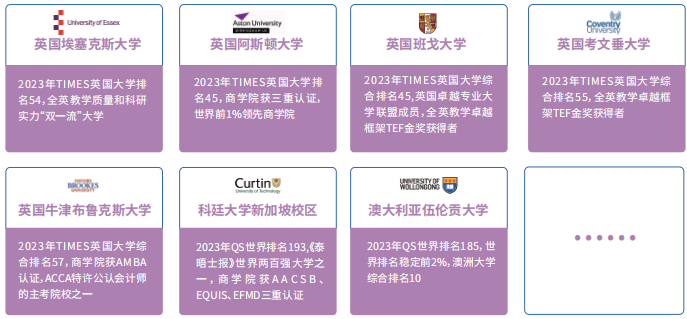 University of Essex
英国埃塞克斯大学
2023年TIMES英国大学排
名54，全英教学质量和科研
实力“双一流”大学
Aston University
BIRMINGHAM UK
英国阿斯顿大学
2023年TIMES英国大学排
名45，商学院获三重认证，
世界前1%领先商学院
英国班戈大学
2023年TIMES英国大学综
合排名45,英国卓越专业大
学联盟成员，全英教学卓越
框架TEF金奖获得者
Coventry
University
英国考文垂大学
2023年TIMES英国大学综
合排名55，全英教学卓越框
架TEF金奖获得者
OXFORD
BROOKES
UNIVERSITY
英国牛津布鲁克斯大学
2023年TIMES英国大学综
合排名57，商学院获AMBA
认证，ACCA特许公认会计师
的主考院校之一
Curtin
University of Technology
科廷大学新加坡校区
2023年QS世界排名193,《泰
晤士报》世界两百强大学之
一，商学院获AACSB、
EQUIS、EFMD三重认证
UNIVERSITY OF
WOLLONGONG
澳大利亚伍伦贡大学
2023年QS世界排名185，世
界排名稳定前2%，澳洲大学
综合排名10
······